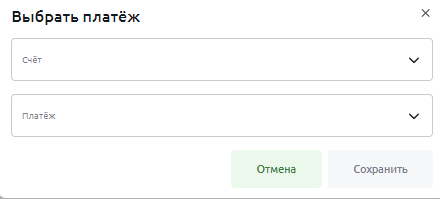 Выбрать платёж
Счёт
Платёж
Отмена
Сохранить